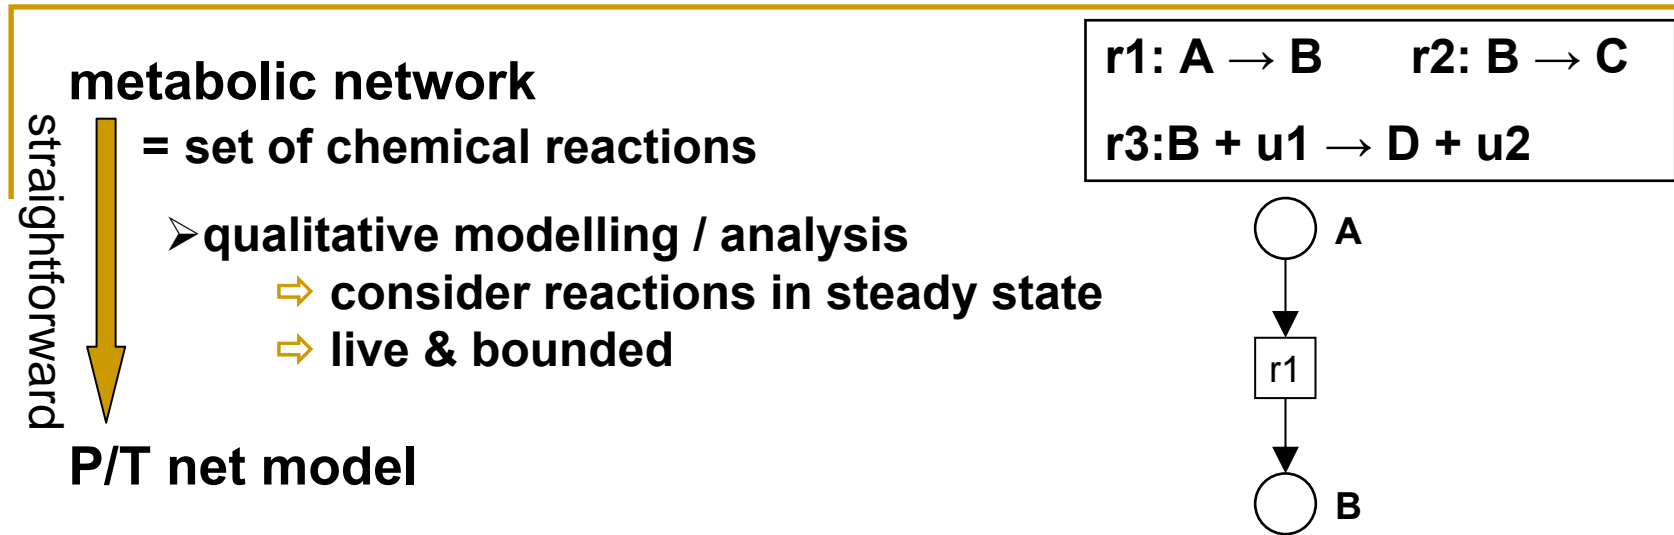 metabolic network
= set of chemical reactions
straightforward
➢qualitative modelling / analysis
⇨ consider reactions in steady state
⇨ live & bounded
P/T net model
r1: A → B r2: B → C
r3:B + u1 → D + u2
A
r1
B